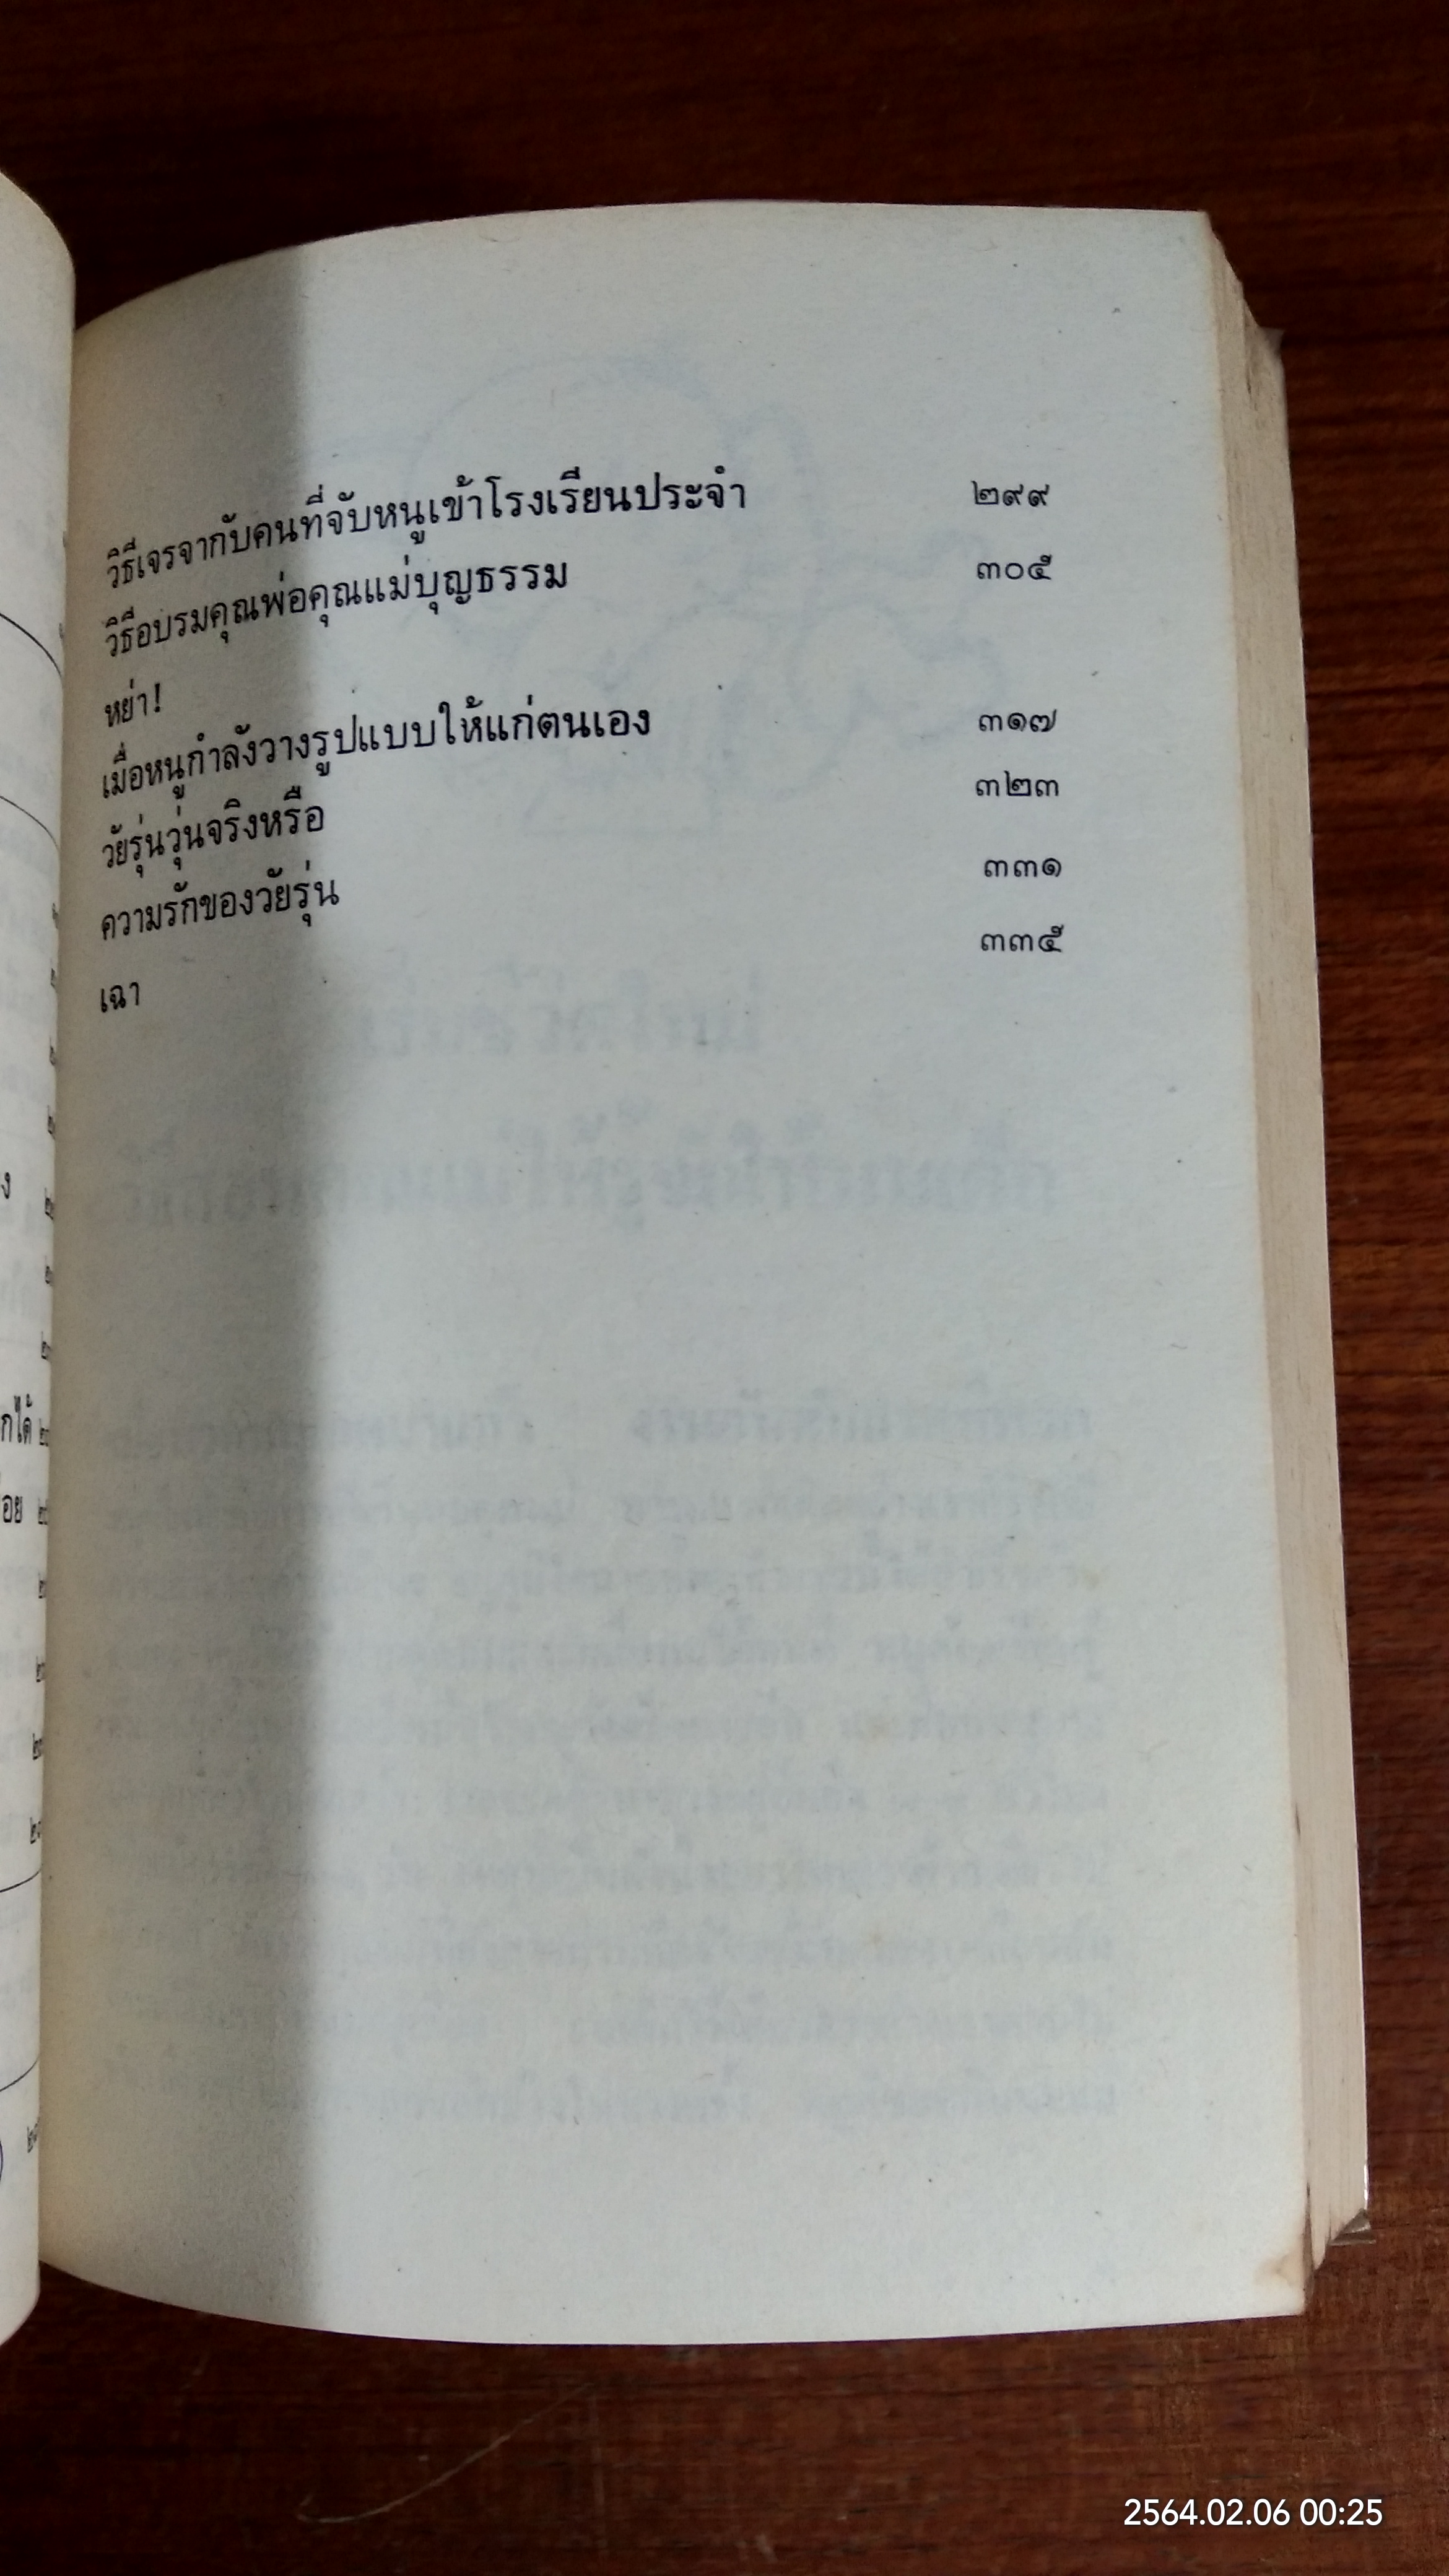 วิธีเจรจากับคนที่จับหนูเข้าโรงเรียนประจำ ๒๙๙
วิธีอบรมคุณพ่อคุณแม่บุญธรรม ๓๐๕
หย่า!
เมื่อหนูกำลังวางรูปแบบให้แก่ตนเอง ๓๑๗
วัยรุ่นวุ่นจริงหรือ ๓๒๓
ความรักของวัยรุ่น ๓๓๑
เฉา ๓๓๕
ง
กได้
อย
2564.02.06 00:25